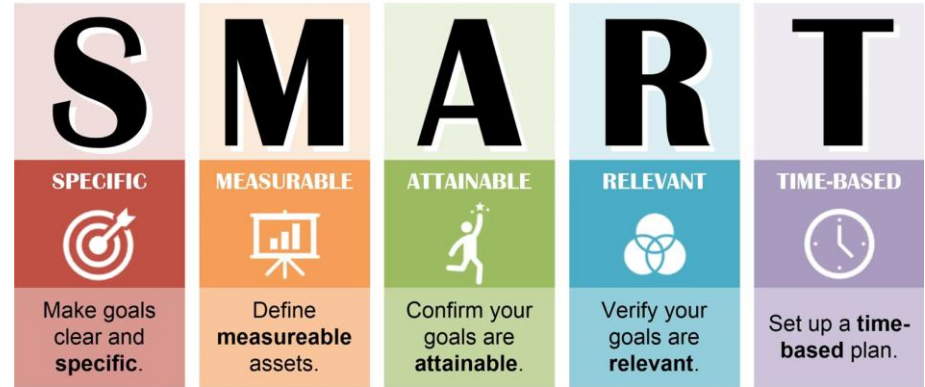 S M A R T
SPECIFIC
MEASURABLE
ATTAINABLE
RELEVANT
TIME-BASED
Make goals
clear and
specific.
Define
measureable
assets.
Confirm your
goals are
attainable.
Verify your
goals are
relevant.
Set up a time-
based plan.